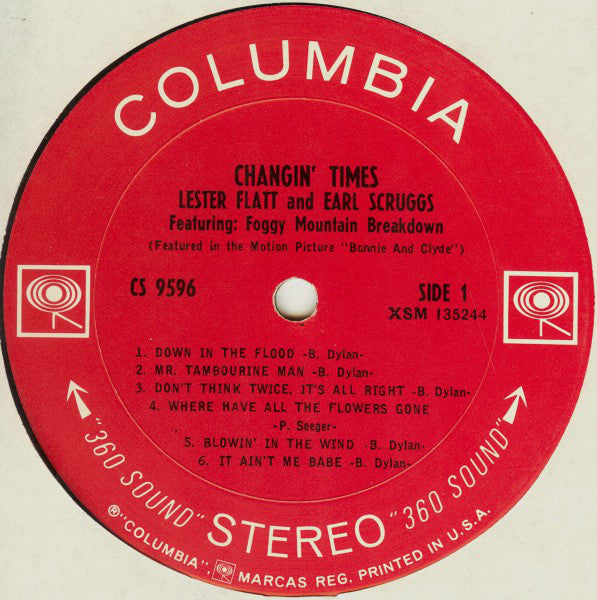 COLUMBIA
CHANGIN' TIMES
LESTER FLATT and EARL SCRUGGS
Featuring: Foggy Mountain Breakdown
(Featured in the Motion Picture "Bonnie And Clyde")
CS 9596
SIDE 1
XSM 135244
1. DOWN IN THE FLOOD -B. Dylan-
2. MR. TAMBOURINE MAN -B. Dylan-
3. DON'T THINK TWICE, IT'S ALL RIGHT -B. Dylan-
4. WHERE HAVE ALL THE FLOWERS GONE
-P. Seeger-
5. BLOWIN' IN THE WIND -B. Dylan-
6. IT AIN'T ME BABE -B. Dylan-
"360 SOUND" STEREO "360 SOUND"
®"COLUMBIA", MARCAS REG. PRINTED IN U.S.A.